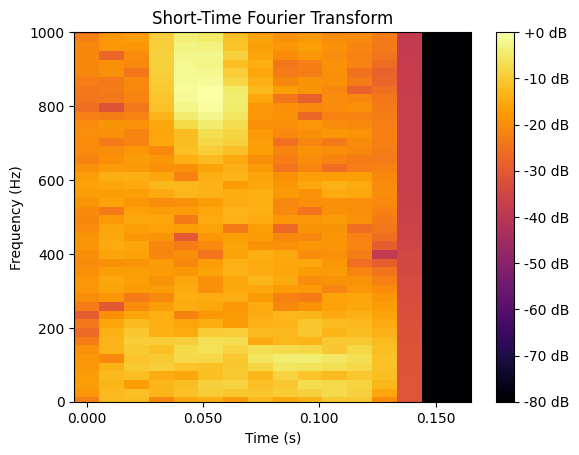 Short-Time Fourier Transform
1000
800
600
400
200
0
Frequency (Hz)
0.000
0.050
0.100
0.150
Time (s)
+0 dB
-10 dB
-20 dB
-30 dB
-40 dB
-50 dB
-60 dB
-70 dB
-80 dB